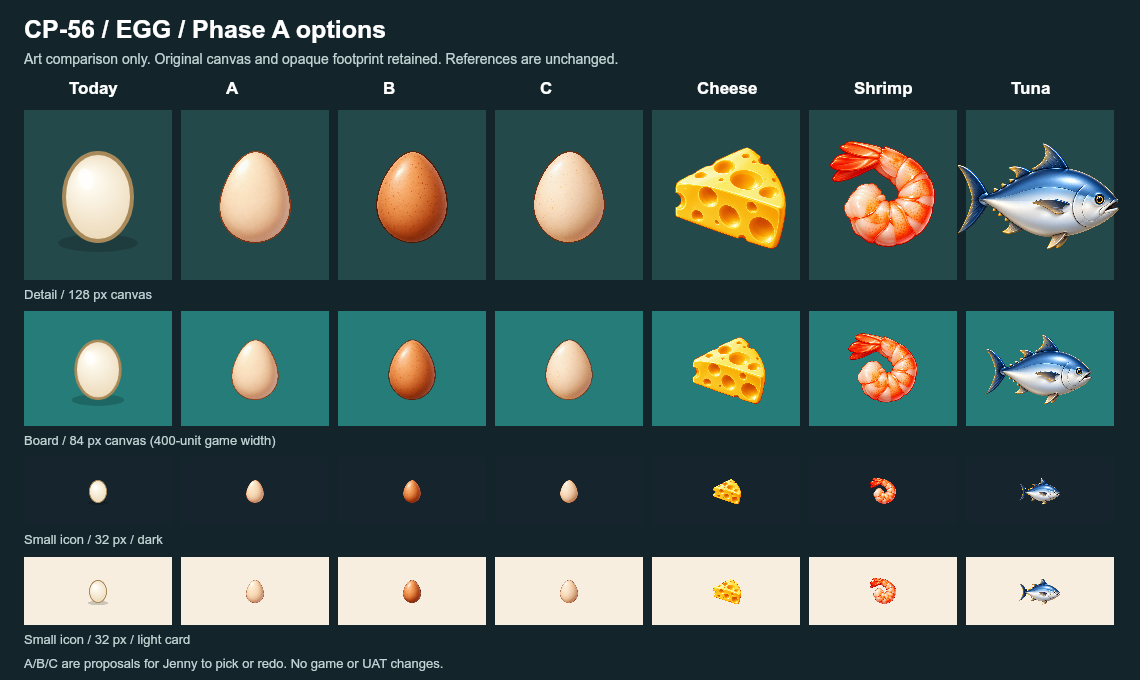 CP-56 / EGG / Phase A options
Art comparison only. Original canvas and opaque footprint retained. References are unchanged.
Today A B C Cheese Shrimp Tuna
Detail / 128 px canvas
Board / 84 px canvas (400-unit game width)
Small icon / 32 px / dark
Small icon / 32 px / light card
A/B/C are proposals for Jenny to pick or redo. No game or UAT changes.